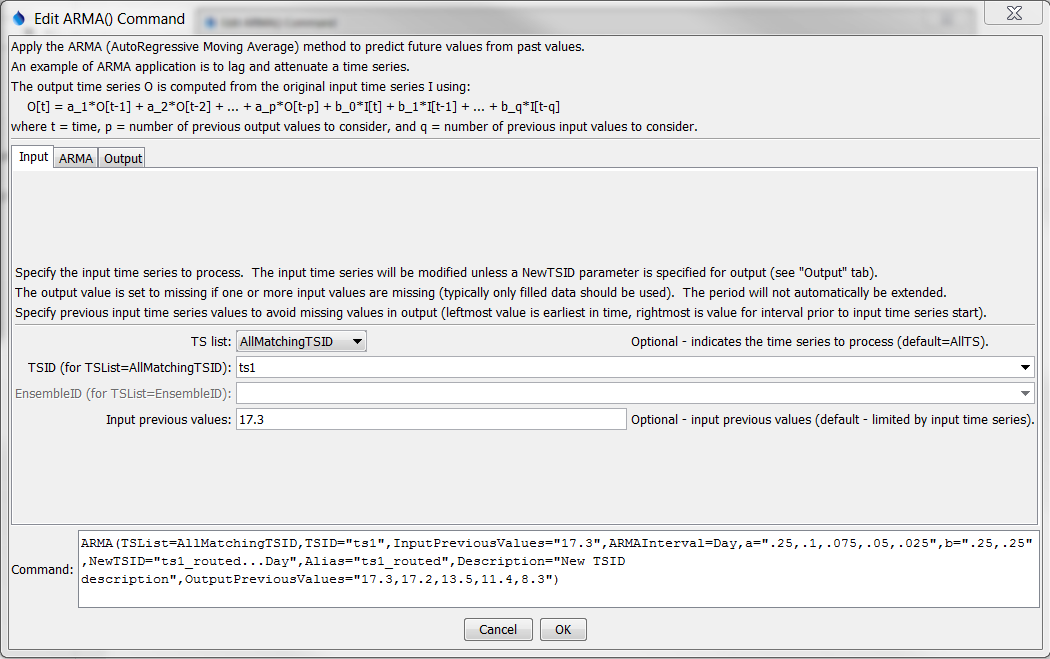 Edit ARMA() Command
Apply the ARMA (AutoRegressive Moving Average) method to predict future values from past values.
An example of ARMA application is to lag and attenuate a time series.
The output time series O is computed from the original input time series I using:
O[t] = a_1*O[t-1] + a_2*O[t-2] + ... + a_p*O[t-p] + b_0*I[t] + b_1*I[t-1] + ... + b_q*I[t-q]
where t = time, p = number of previous output values to consider, and q = number of previous input values to consider.
Input ARMA Output
Specify the input time series to process.  The input time series will be modified unless a NewTSID parameter is specified for output (see "Output" tab).
The output value is set to missing if one or more input values are missing (typically only filled data should be used).  The period will not automatically be extended.
Specify previous input time series values to avoid missing values in output (leftmost value is earliest in time, rightmost is value for interval prior to input time series start).
TS list: AllMatchingTSID Optional - indicates the time series to process (default=AllTS).
TSID (for TSList=AllMatchingTSID): ts1
EnsembleID (for TSList=EnsembleID):
Input previous values: 17.3 Optional - input previous values (default - limited by input time series).
Command:
ARMA(TSList=AllMatchingTSID,TSID="ts1",InputPreviousValues="17.3",ARMAInterval=Day,a=".25,.1,.075,.05,.025",b=".25,.25"
,NewTSID="ts1_routed...Day",Alias="ts1_routed",Description="New TSID
description",OutputPreviousValues="17.3,17.2,13.5,11.4,8.3")
Cancel OK